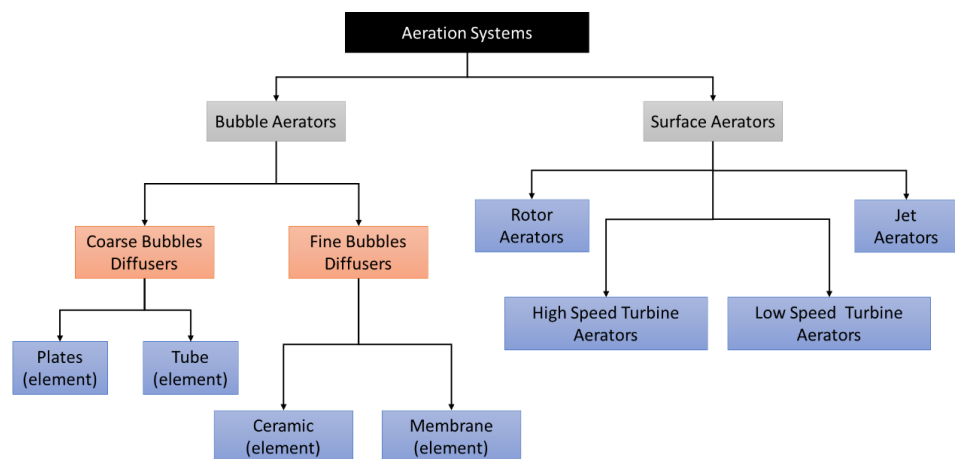 Aeration Systems
Bubble Aerators
Surface Aerators
Rotor
Aerators
Jet
Aerators
Coarse Bubbles
Diffusers
Fine Bubbles
Diffusers
High Speed Turbine
Aerators
Low Speed  Turbine
Aerators
Plates
(element)
Tube
(element)
Ceramic
(element)
Membrane
(element)